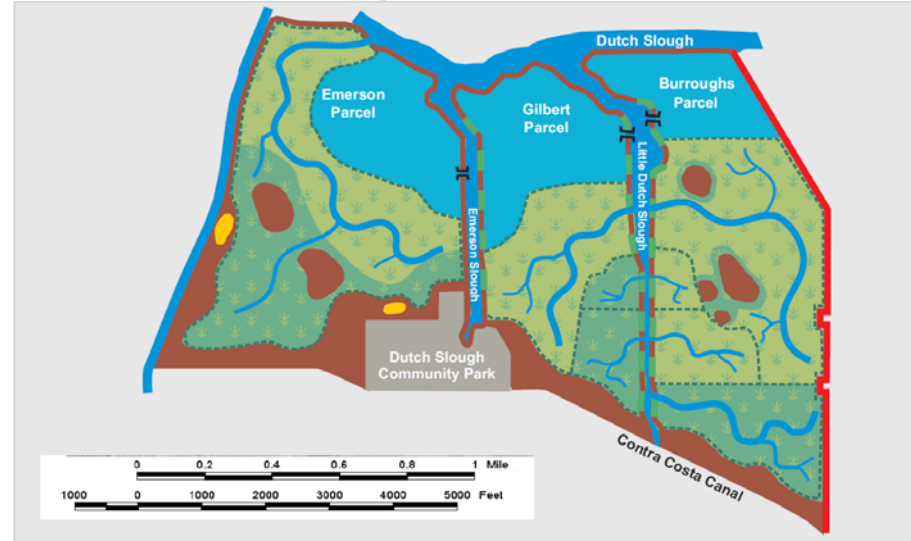 Dutch Slough
Emerson
Parcel
Gilbert
Parcel
Burroughs
Parcel
Emerson Slough
Little Dutch Slough
Dutch Slough
Community Park
Contra Costa Canal
0 0.2 0.4 0.6 0.8 1 Mile
1000 0 1000 2000 3000 4000 5000 Feet